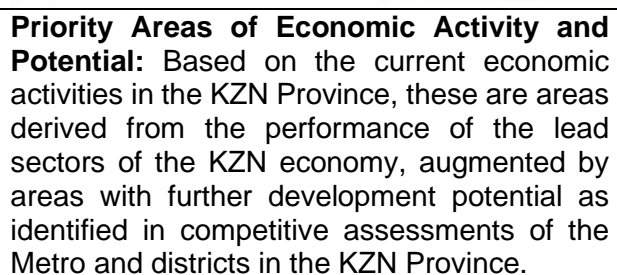 Priority Areas of Economic Activity and
Potential: Based on the current economic
activities in the KZN Province, these are areas
derived from the performance of the lead
sectors of the KZN economy, augmented by
areas with further development potential as
identified in competitive assessments of the
Metro and districts in the KZN Province.